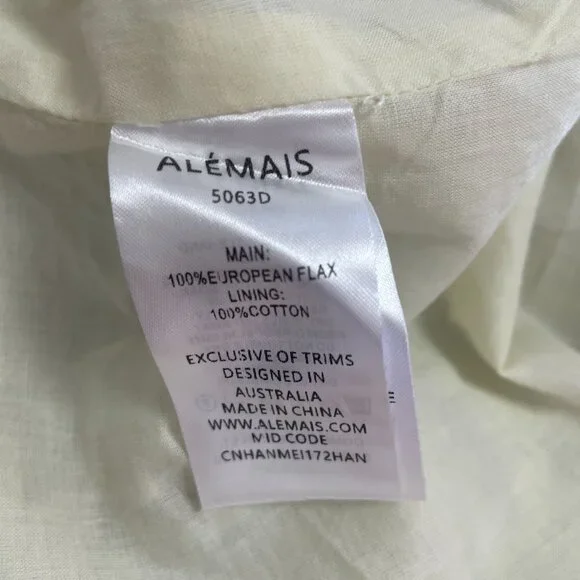 ALÉMAIS
5063D
MAIN:
100%EUROPEAN FLAX
LINING:
100%COTTON
EXCLUSIVE OF TRIMS
DESIGNED IN
AUSTRALIA
MADE IN CHINA
WWW.ALEMAIS.COM
MID CODE
CNHANMEI172HAN
E